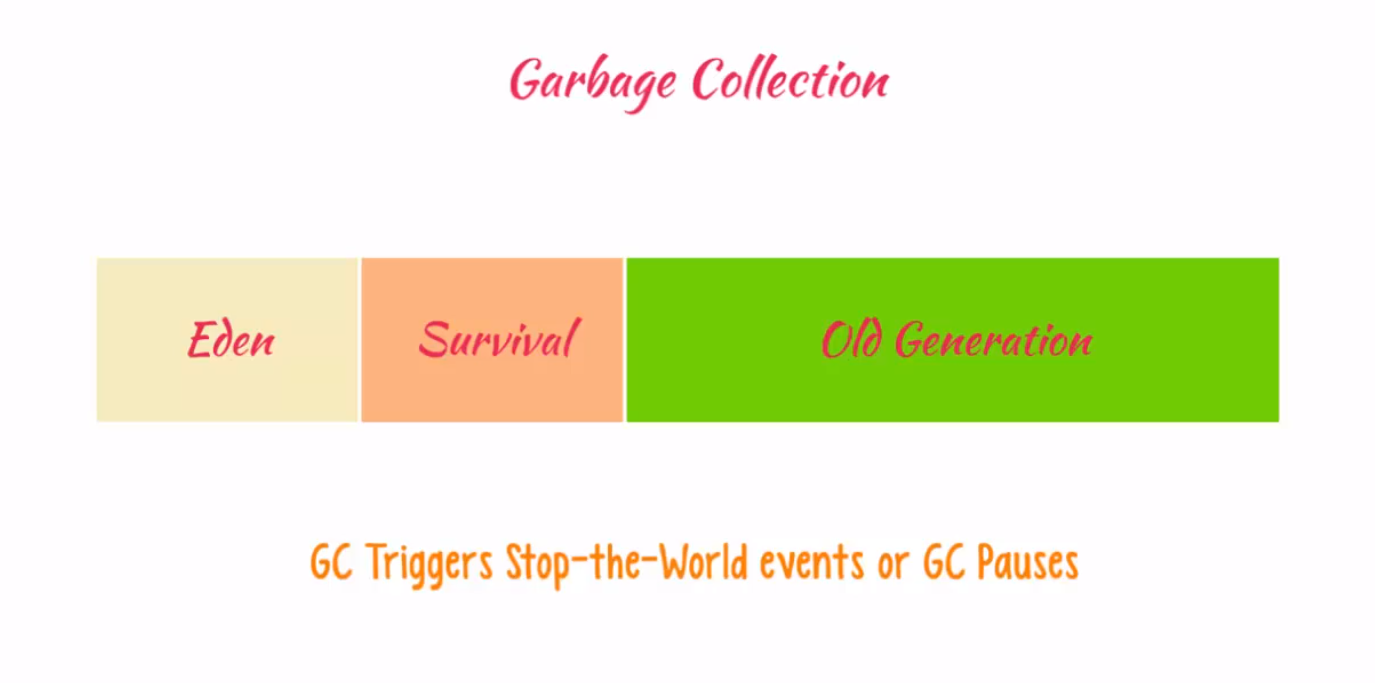 Garbage Collection
Eden
Survival
Old Generation
GC Triggers Stop-the-World events or GC Pauses